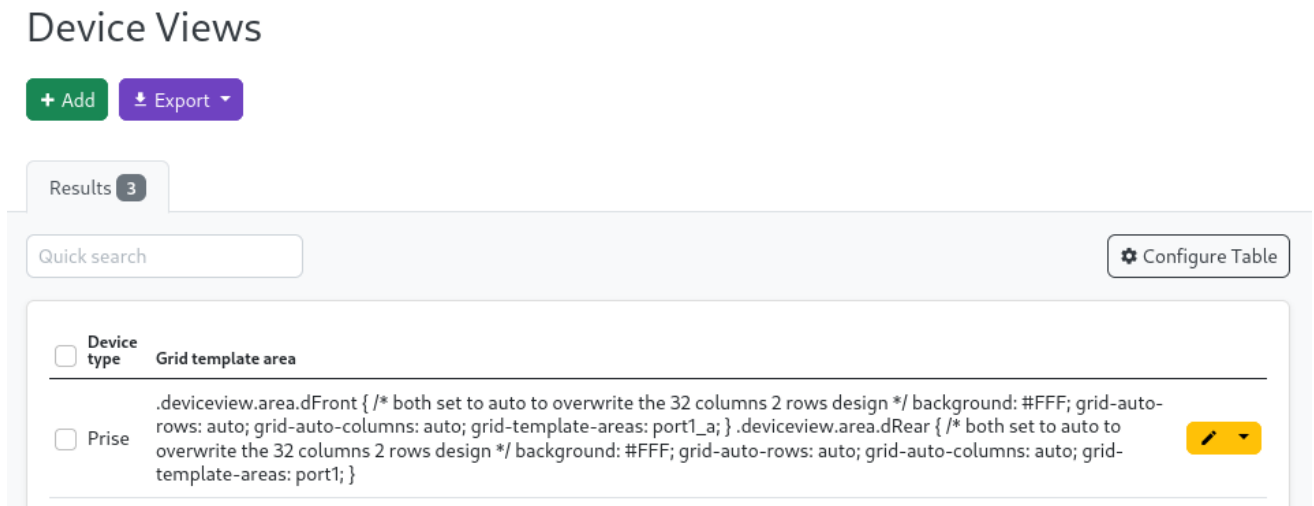 Device Views
+ Add
Export
Results 3
Quick search
Configure Table
Device
type
Grid template area
.deviceview.area.dFront { /* both set to auto to overwrite the 32 columns 2 rows design */ background: #FFF; grid-auto-
rows: auto; grid-auto-columns: auto; grid-template-areas: port1_a; } .deviceview.area.dRear { /* both set to auto to
overwrite the 32 columns 2 rows design */ background: #FFF; grid-auto-rows: auto; grid-auto-columns: auto; grid-
template-areas: port1; }
Prise